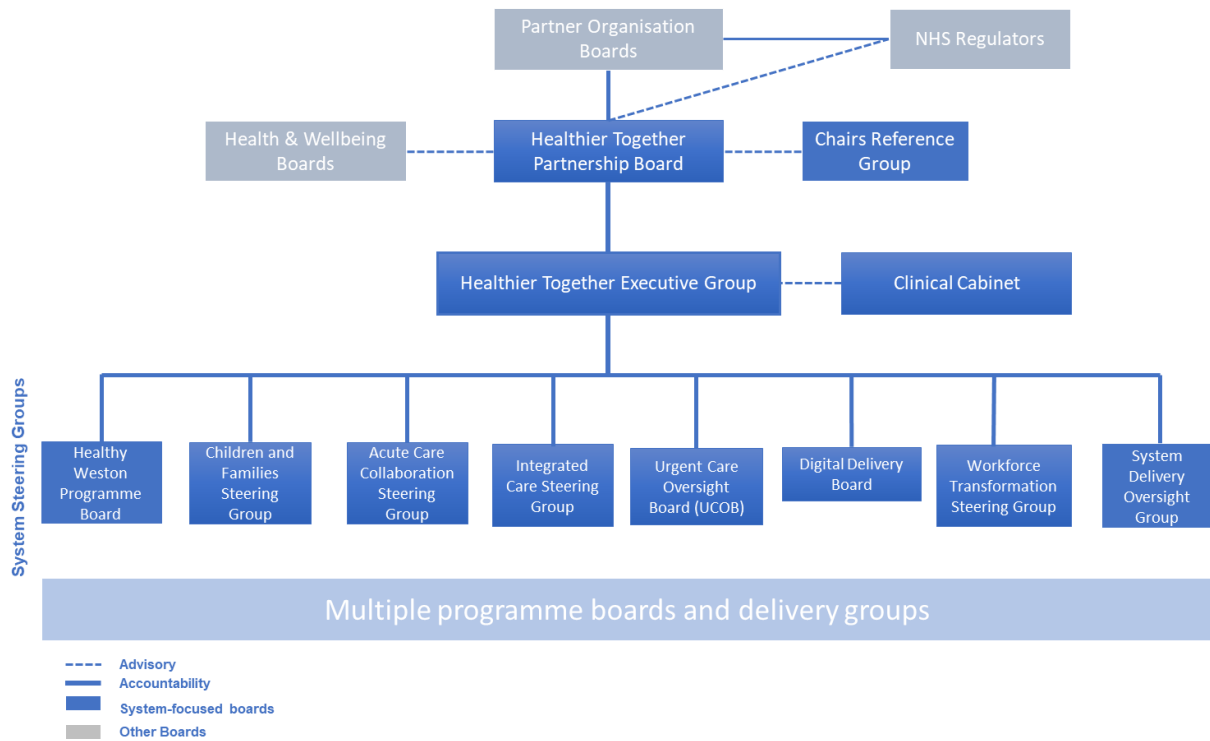 Partner Organisation
Boards
NHS Regulators
Health & Wellbeing
Boards
Healthier Together
Partnership Board
Chairs Reference
Group
Healthier Together Executive Group
Clinical Cabinet
System Steering Groups
Healthy
Weston
Programme
Board
Children and
Families
Steering
Group
Acute Care
Collaboration
Steering
Group
Integrated
Care Steering
Group
Urgent Care
Oversight
Board (UCOB)
Digital Delivery
Board
Workforce
Transformation
Steering Group
System
Delivery
Oversight
Group
Multiple programme boards and delivery groups
Advisory
Accountability
System-focused boards
Other Boards